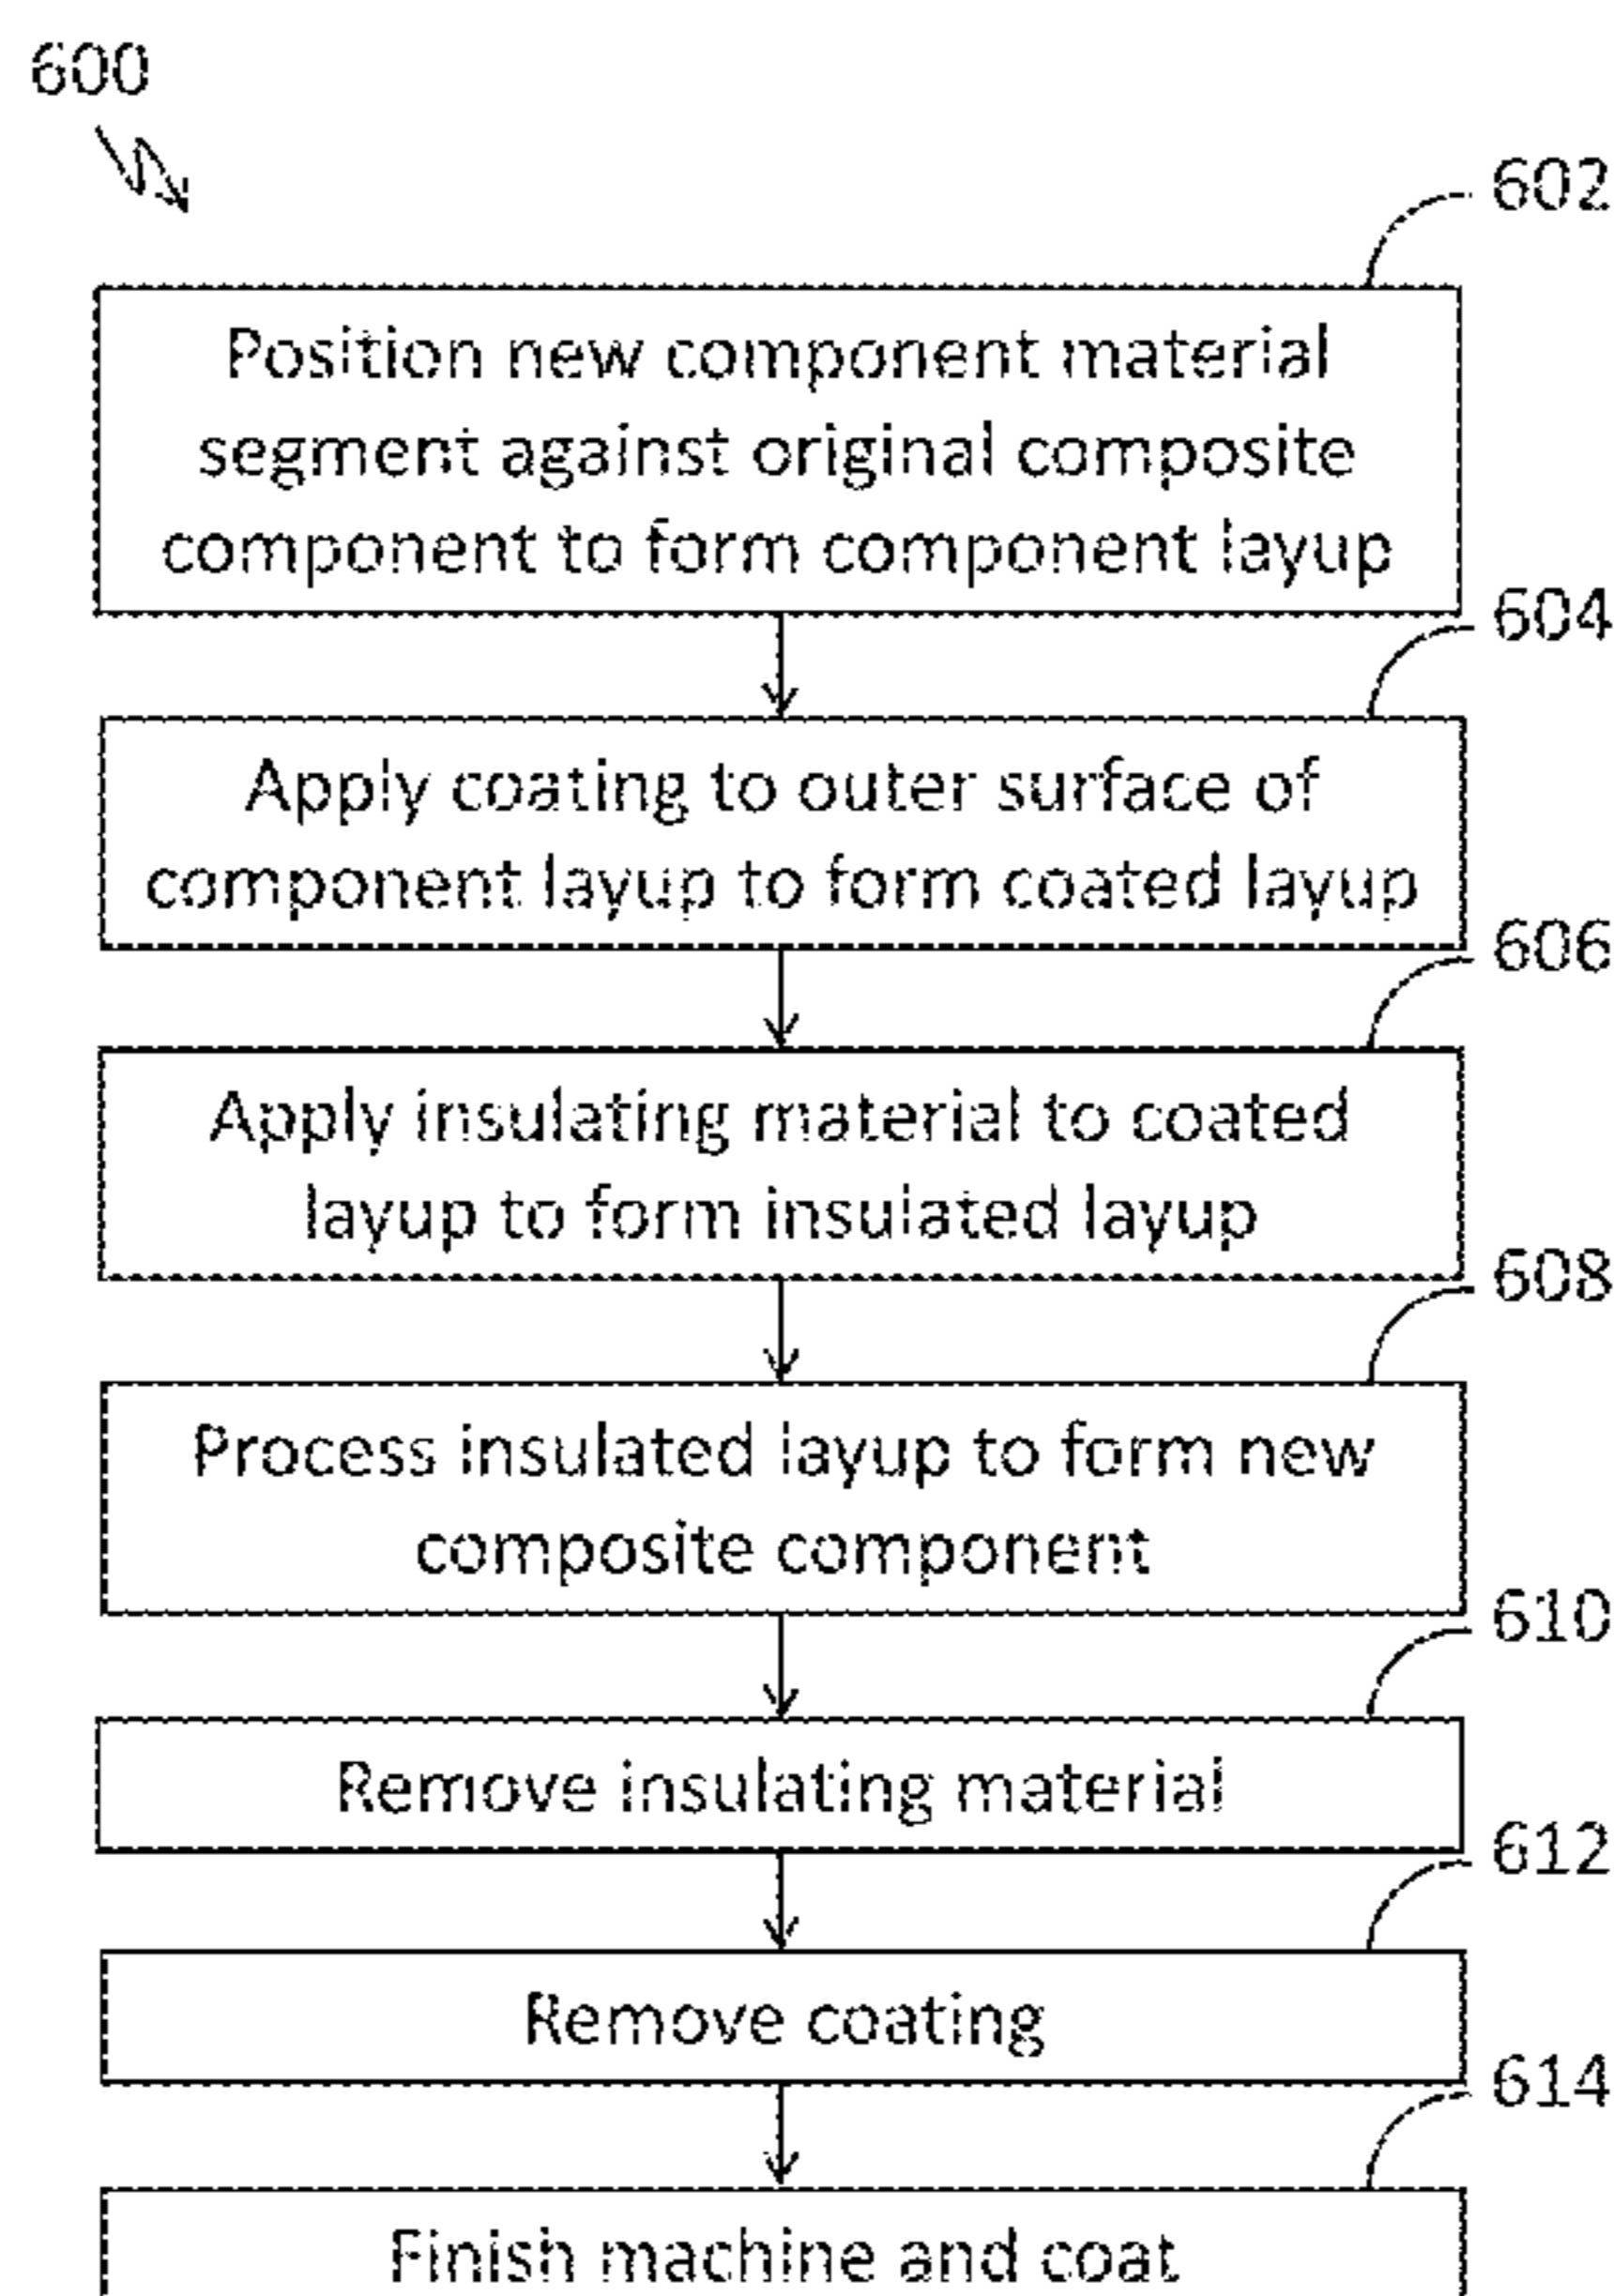 600
602
Position new component material
segment against original composite
component to form component layup
604
Apply coating to outer surface of
component layup to form coated layup
606
Apply insulating material to coated
layup to form insulated layup
608
Process insulated layup to form new
composite component
610
Remove insulating material
612
Remove coating
614
Finish machine and coat